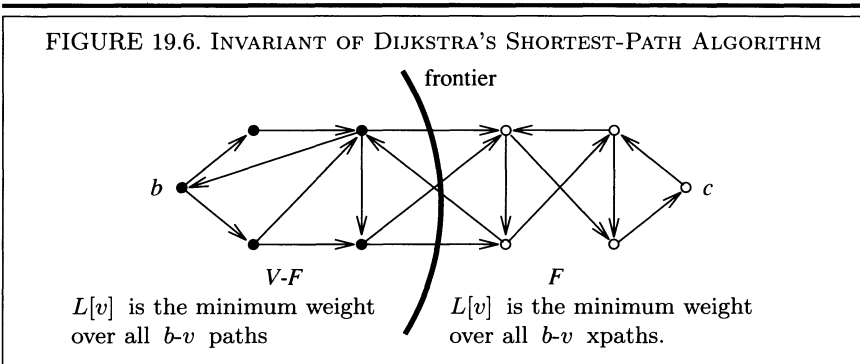 FIGURE 19.6. INVARIANT OF DIJKSTRA'S SHORTEST-PATH ALGORITHM
frontier
b
c
V-F
F
L[v] is the minimum weight
over all b-v paths
L[v] is the minimum weight
over all b-v xpaths.